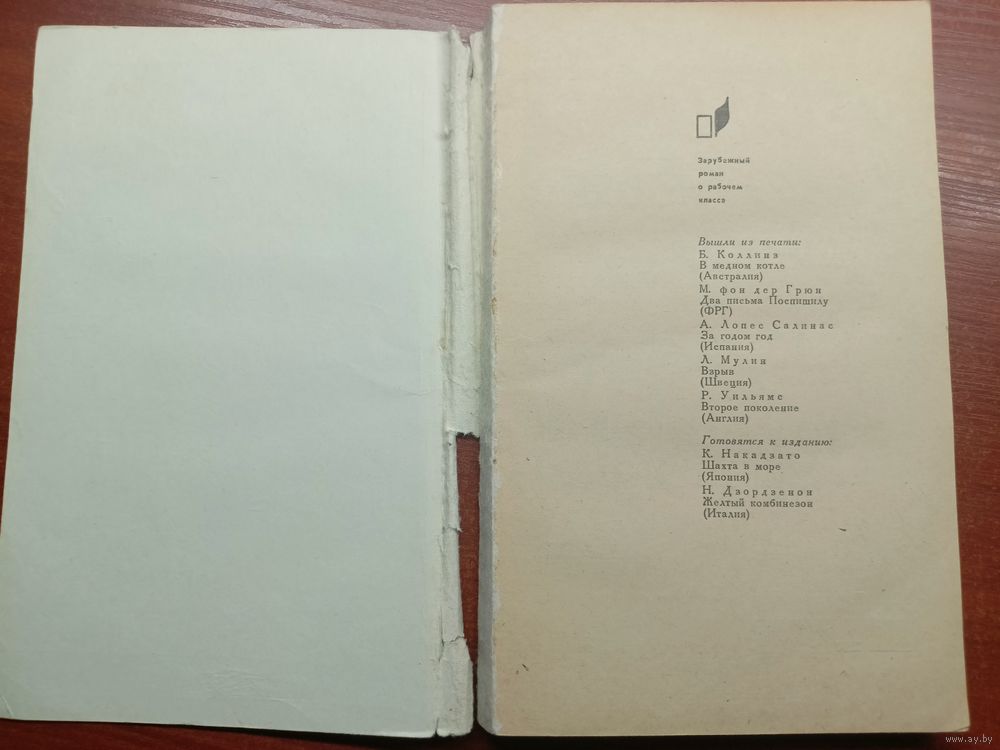 Зарубежный
роман
о рабочем
классе
Вышли из печати:
Б. Коллинз
В медном котле
(Австралия)
М. фон дер Грюн
Два письма Поспишилу
(ФРГ)
А. Лопес Салинас
За годом год
(Испания)
Л. Мулин
Взрыв
(Швеция)
Р. Уильямс
Второе поколение
(Англия)
Готовятся к изданию:
К. Накадзато
Шахта в море
(Япония)
Н. Дзордзенон
Желтый комбинезон
(Италия)
www.ay.by